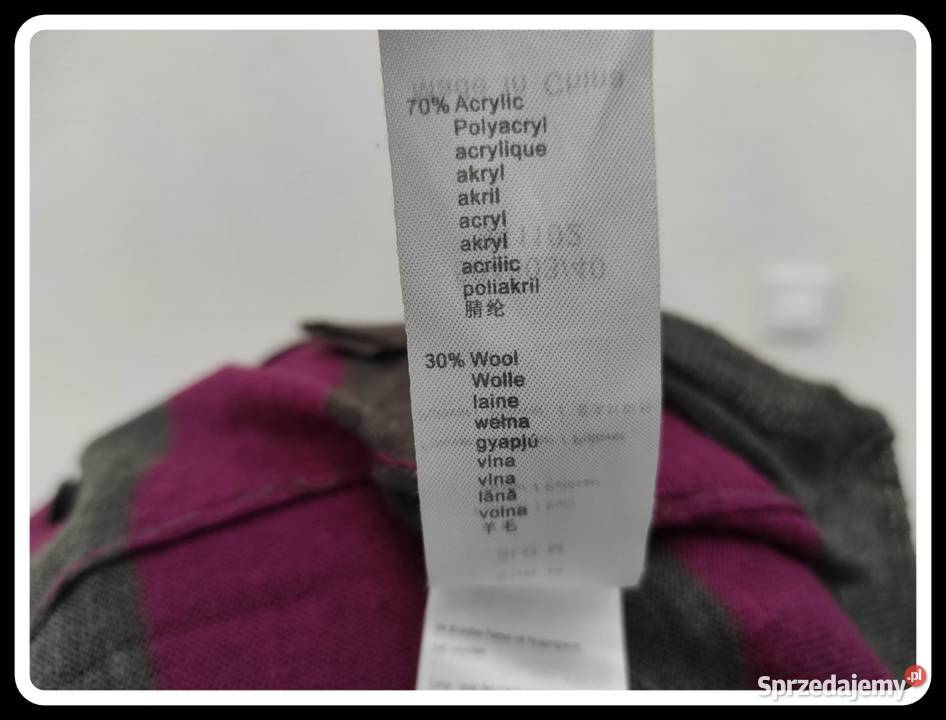 70% Acrylic
Polyacryl
acrylique
akryl
akril
acryl
akryl
acrilic
poliakril
腈纶
30% Wool
Wolle
laine
wełna
gyapjú
vlna
vlna
lână
volna
羊毛
Sprzedajemy.pl